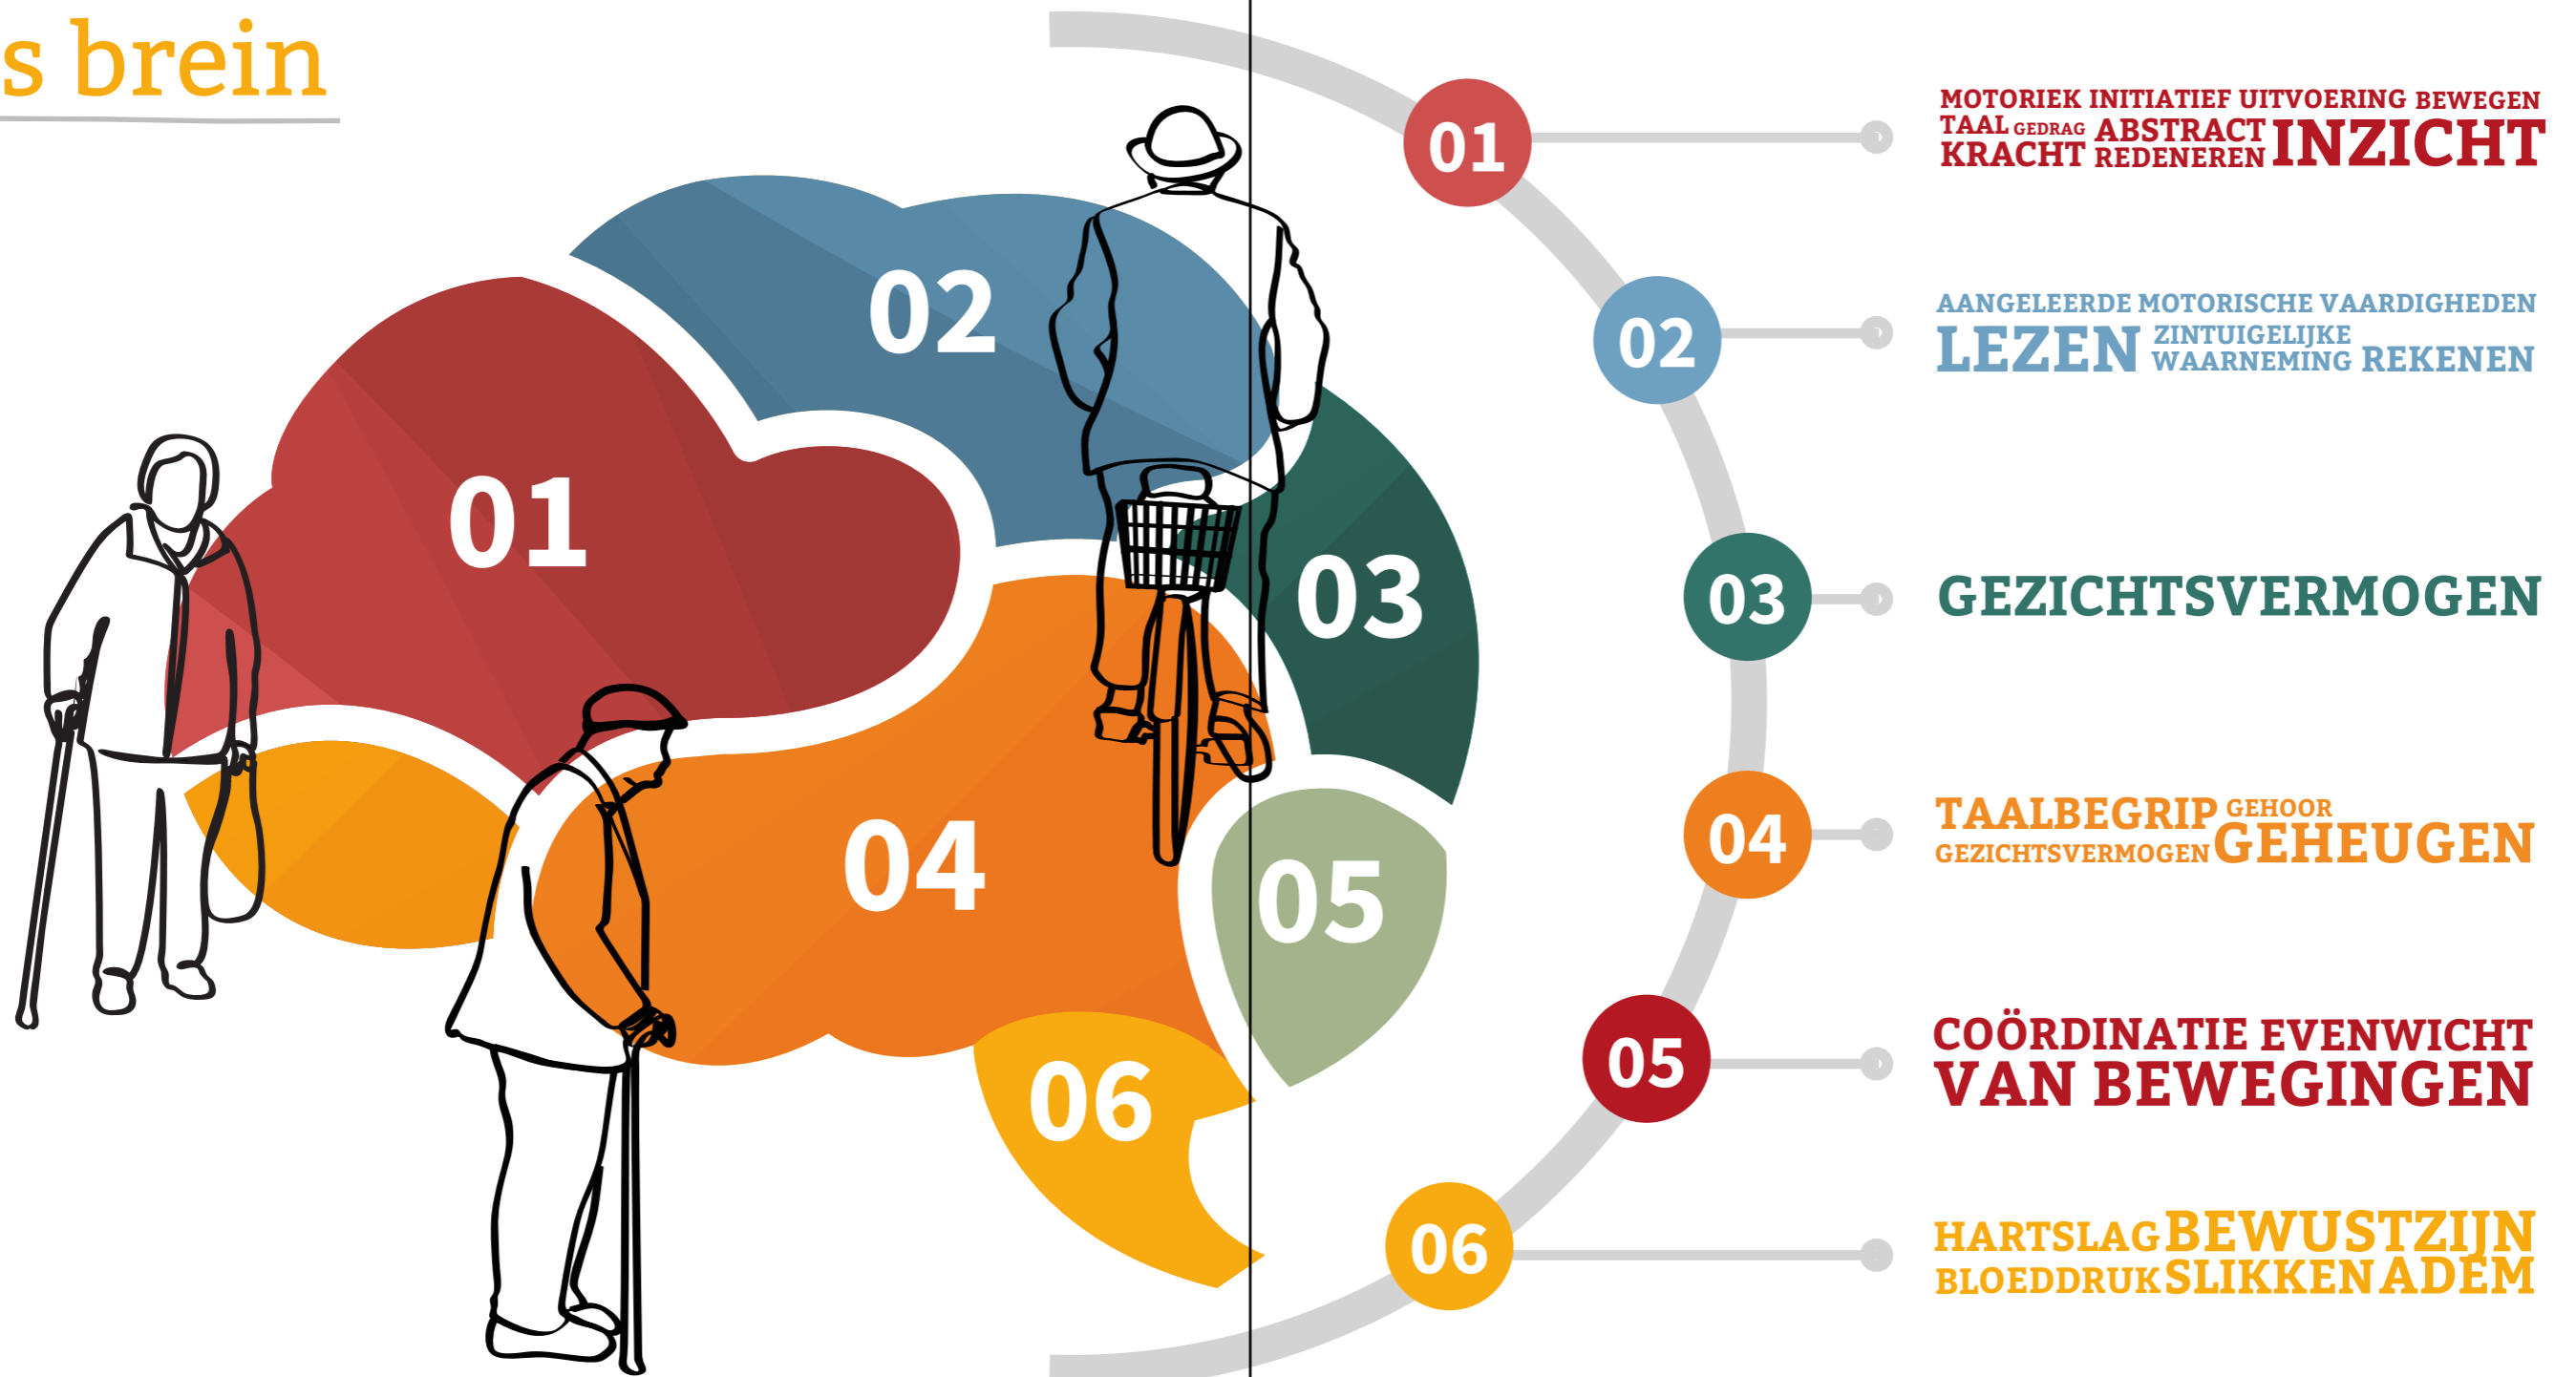 s brein
01
02
03
04
05
06
01
MOTORIEK INITIATIEF UITVOERING BEWEGEN
TAAL GEDRAG ABSTRACT INZICHT
KRACHT REDENEREN
02
AANGELEERDE MOTORISCHE VAARDIGHEDEN
LEZEN ZINTUIGELIJKE
WAARNEMING REKENEN
03
GEZICHTSVERMOGEN
04
TAALBEGRIP GEHOOR
GEZICHTSVERMOGEN GEHEUGEN
05
COÖRDINATIE EVENWICHT
VAN BEWEGINGEN
06
HARTSLAG BEWUSTZIJN
BLOEDDRUK SLIKKEN ADEM